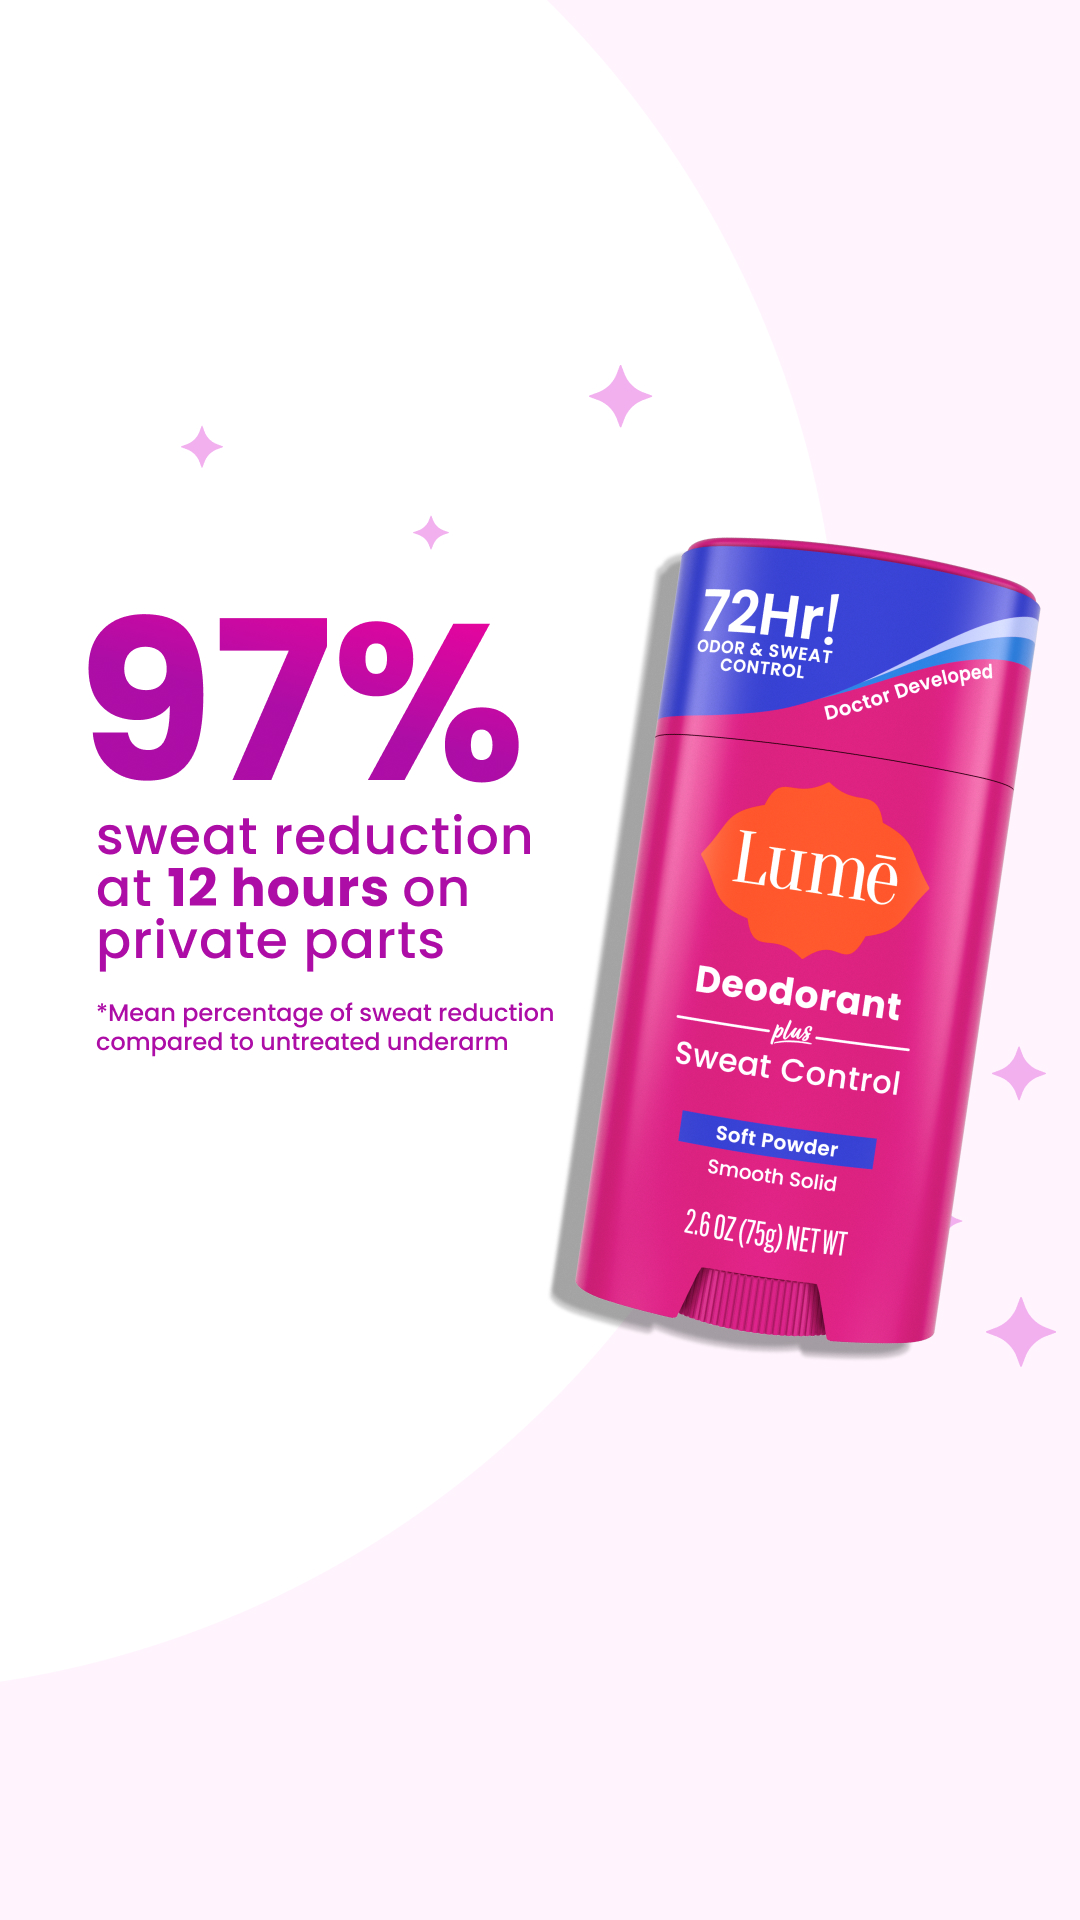 97%
sweat reduction
at 12 hours on
private parts
*Mean percentage of sweat reduction
compared to untreated underarm
72Hr!
ODOR & SWEAT
CONTROL
Doctor Developed
Lumē
Deodorant
plus
Sweat Control
Soft Powder
Smooth Solid
2.6 OZ (75g) NET WT